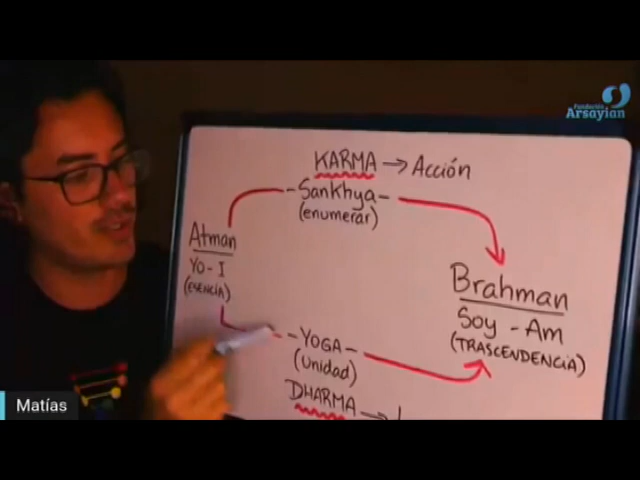 Fundación
Arsayian
KARMA → Acción
-Sankhya-
(enumerar)
Atman
Yo - I
(ESENCIA)
Brahman
Soy - Am
(TRASCENDENCIA)
-YOGA-
(Unidad)
DHARMA →
Matías